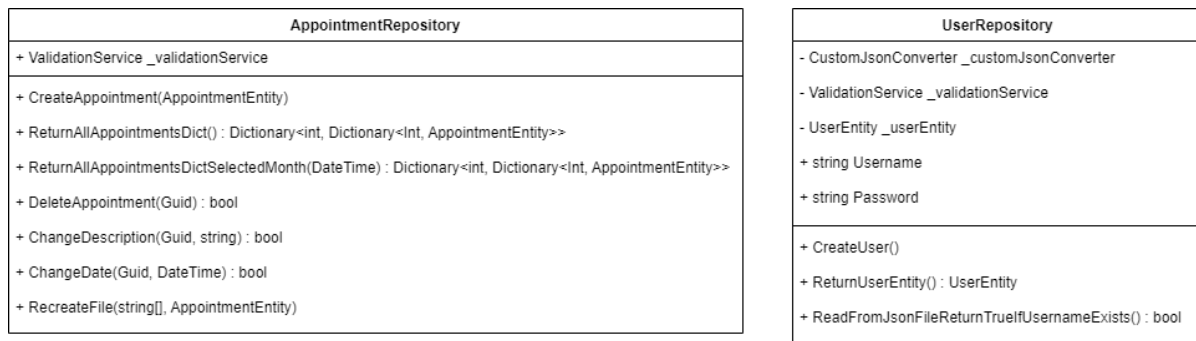 AppointmentRepository
+ ValidationService _validationService
+ CreateAppointment(AppointmentEntity)
+ ReturnAllAppointmentsDict() : Dictionary<int, Dictionary<Int, AppointmentEntity>>
+ ReturnAllAppointmentsDictSelectedMonth(DateTime) : Dictionary<int, Dictionary<Int, AppointmentEntity>>
+ DeleteAppointment(Guid) : bool
+ ChangeDescription(Guid, string) : bool
+ ChangeDate(Guid, DateTime) : bool
+ RecreateFile(string[], AppointmentEntity)
UserRepository
- CustomJsonConverter _customJsonConverter
- ValidationService _validationService
- UserEntity _userEntity
+ string Username
+ string Password
+ CreateUser()
+ ReturnUserEntity() : UserEntity
+ ReadFromJsonFileReturnTrueIfUsernameExists() : bool